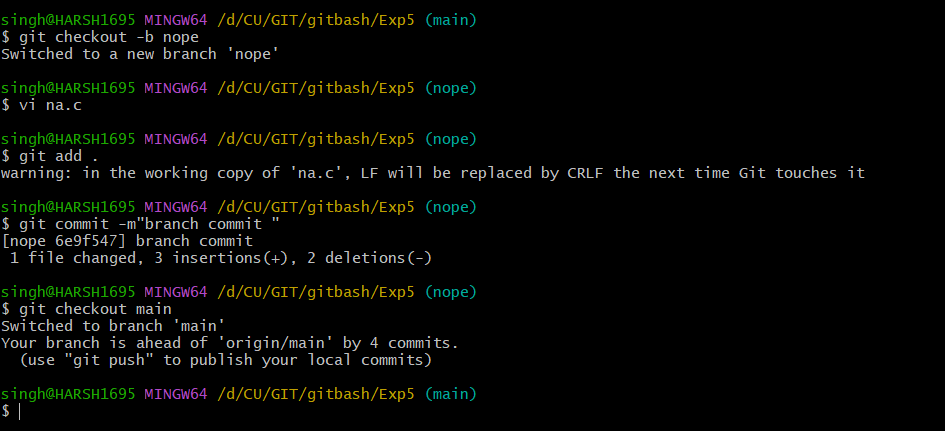 singh@HARSH1695 MINGW64 /d/CU/GIT/gitbash/Exp5 (main)
$ git checkout -b nope
Switched to a new branch 'nope'
singh@HARSH1695 MINGW64 /d/CU/GIT/gitbash/Exp5 (nope)
$ vi na.c
singh@HARSH1695 MINGW64 /d/CU/GIT/gitbash/Exp5 (nope)
$ git add .
warning: in the working copy of 'na.c', LF will be replaced by CRLF the next time Git touches it
singh@HARSH1695 MINGW64 /d/CU/GIT/gitbash/Exp5 (nope)
$ git commit -m"branch commit "
[nope 6e9f547] branch commit
 1 file changed, 3 insertions(+), 2 deletions(-)
singh@HARSH1695 MINGW64 /d/CU/GIT/gitbash/Exp5 (nope)
$ git checkout main
Switched to branch 'main'
Your branch is ahead of 'origin/main' by 4 commits.
  (use "git push" to publish your local commits)
singh@HARSH1695 MINGW64 /d/CU/GIT/gitbash/Exp5 (main)
$